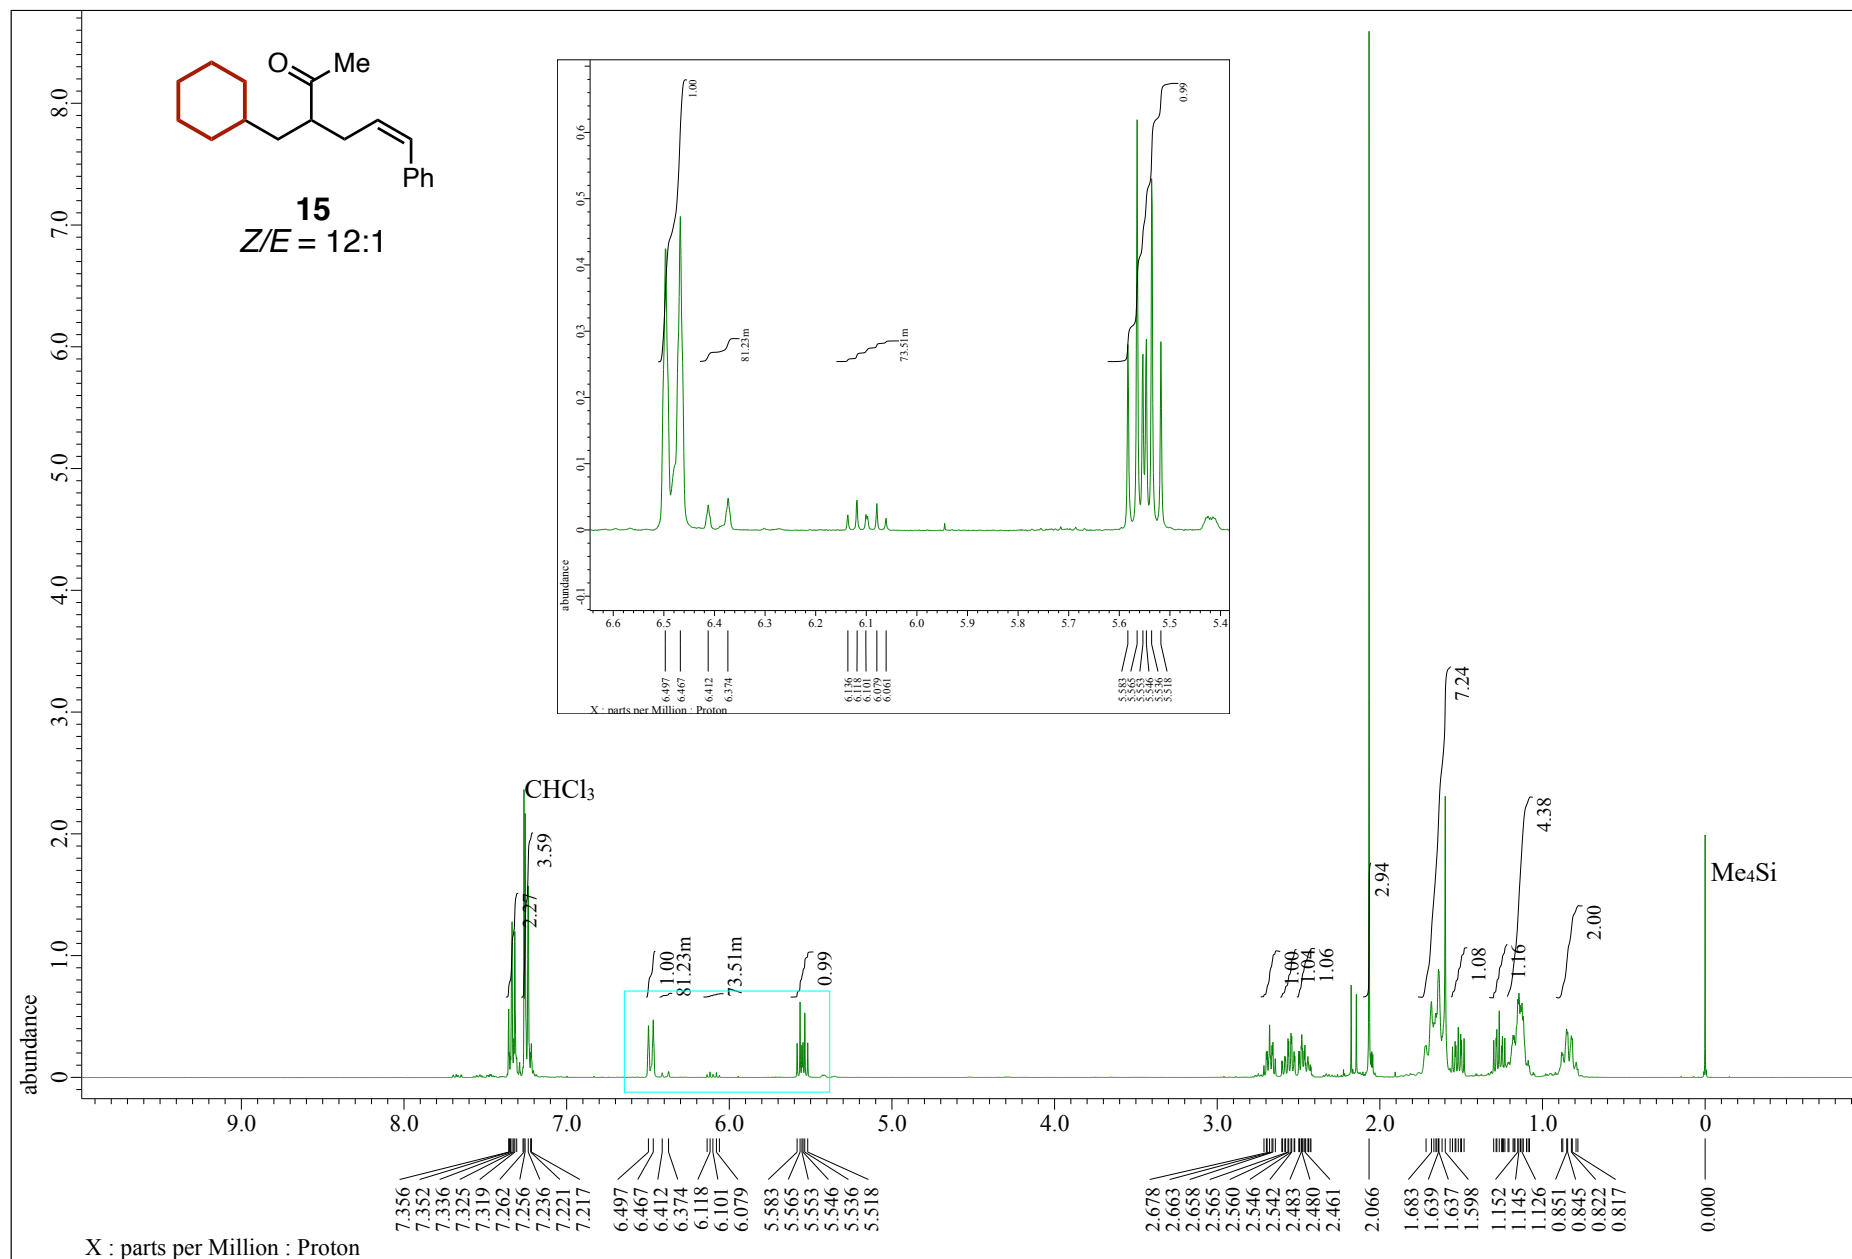 O
Me
Ph
15
Z/E = 12:1
abundance
8.0
7.0
6.0
5.0
4.0
3.0
2.0
1.0
0
abundance
0.6
0.5
0.4
0.3
0.2
0.1
0
-0.1
1.00
81.23m
73.51m
0.99
6.6 6.5 6.4 6.3 6.2 6.1 6.0 5.9 5.8 5.7 5.6 5.5 5.4
6.497 6.467 6.412 6.374 6.136 6.118 6.101 6.079 6.061 5.583 5.565 5.553 5.546 5.536 5.518
X : parts per Million : Proton
CHCl₃
Me₄Si
2.27 3.59 1.00 81.23m 73.51m 0.99 1.00 1.04 1.06 2.94 7.24 1.08 1.16 4.38 2.00
9.0 8.0 7.0 6.0 5.0 4.0 3.0 2.0 1.0 0
7.356 7.352 7.336 7.325 7.319 7.262 7.256 7.236 7.221 7.217 6.497 6.467 6.412 6.374 6.118 6.101 6.079 5.583 5.565 5.553 5.546 5.536 5.518 2.678 2.663 2.658 2.565 2.560 2.546 2.542 2.483 2.480 2.461 2.066 1.683 1.639 1.637 1.598 1.152 1.145 1.126 0.851 0.845 0.822 0.817 0.000
X : parts per Million : Proton